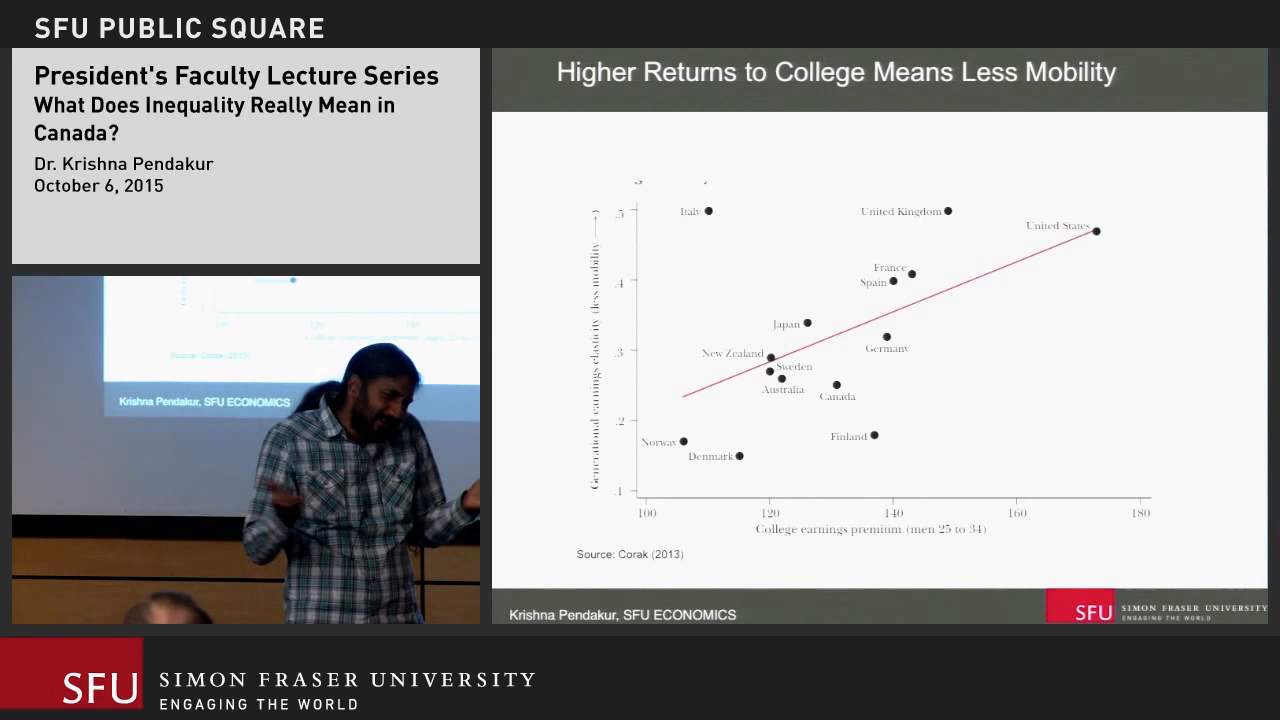 SFU PUBLIC SQUARE
President's Faculty Lecture Series
What Does Inequality Really Mean in
Canada?
Dr. Krishna Pendakur
October 6, 2015
Krishna Pendakur, SFU ECONOMICS
Higher Returns to College Means Less Mobility
Generational earnings elasticity (less mobility ⟶)
.5
.4
.3
.2
.1
Italy
United Kingdom
United States
France
Spain
Japan
Germany
New Zealand
Sweden
Australia
Canada
Finland
Norway
Denmark
100 120 140 160 180
College earnings premium (men 25 to 34)
Source: Corak (2013)
Krishna Pendakur, SFU ECONOMICS
SFU SIMON FRASER UNIVERSITY
ENGAGING THE WORLD
SFU SIMON FRASER UNIVERSITY
ENGAGING THE WORLD